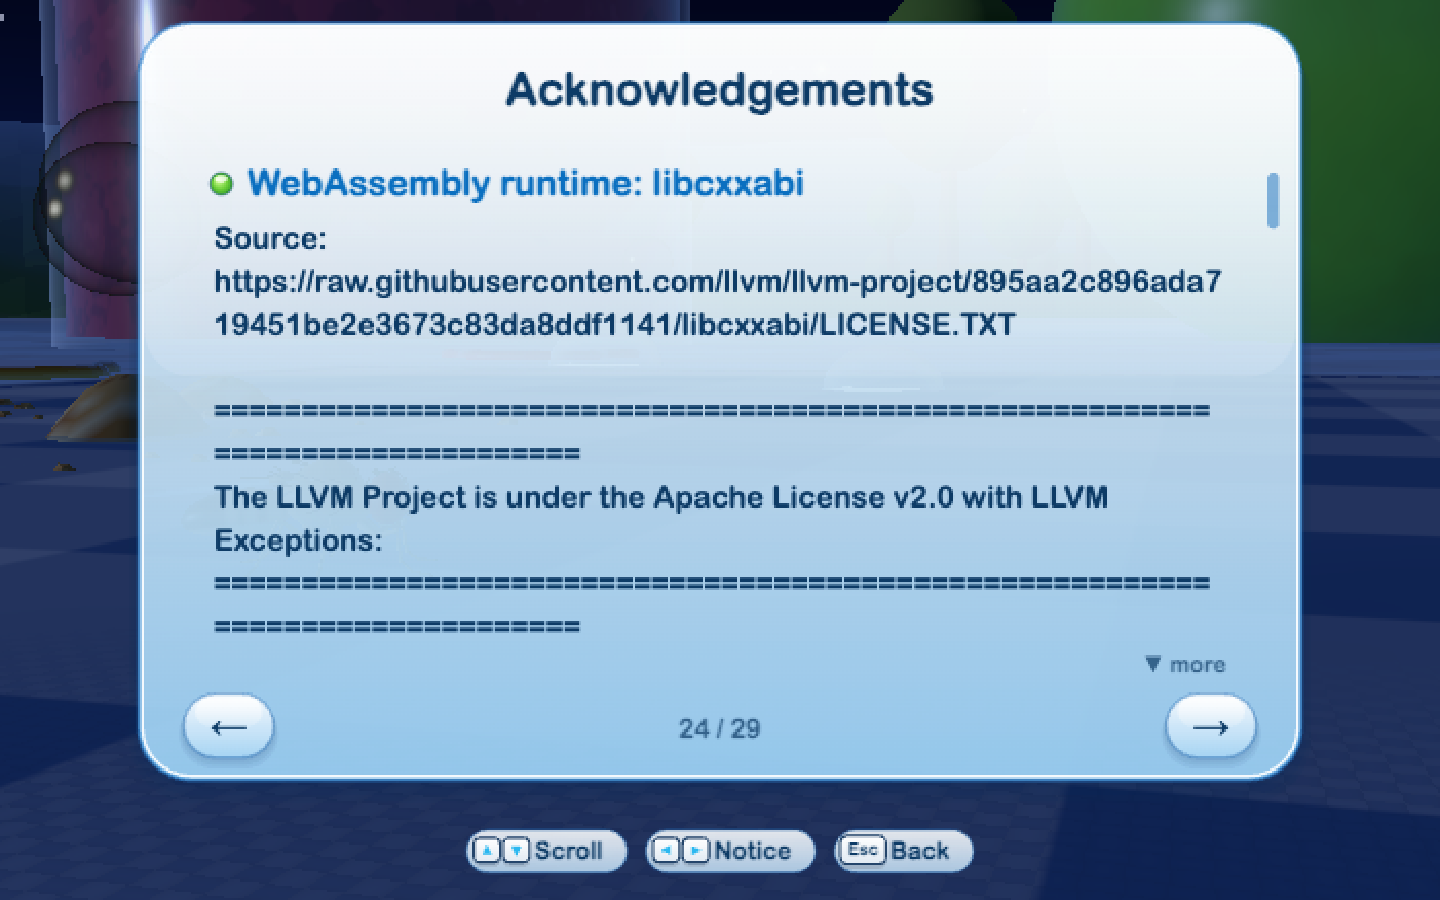 Acknowledgements
WebAssembly runtime: libcxxabi
Source:
https://raw.githubusercontent.com/llvm/llvm-project/895aa2c896ada7
19451be2e3673c83da8ddf1141/libcxxabi/LICENSE.TXT
=========================================================
=====================
The LLVM Project is under the Apache License v2.0 with LLVM
Exceptions:
=========================================================
=====================
▼ more
← 24 / 29 →
▲ ▼ Scroll ◄ ► Notice Esc Back